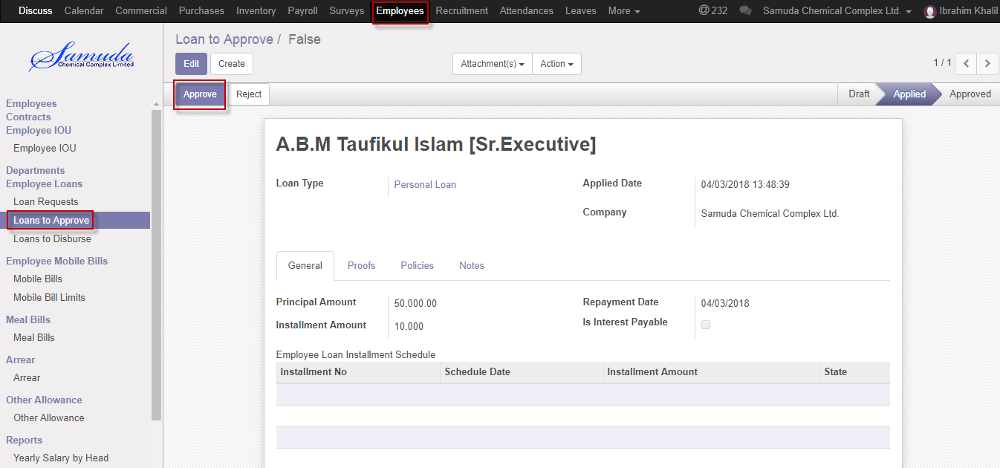 Discuss Calendar Commercial Purchases Inventory Payroll Surveys Employees Recruitment Attendances Leaves More @ 232 Samuda Chemical Complex Ltd. Ibrahim Khalil
Samuda
Chemical Complex Limited
Employees
Contracts
Employee IOU
Employee IOU
Departments
Employee Loans
Loan Requests
Loans to Approve
Loans to Disburse
Employee Mobile Bills
Mobile Bills
Mobile Bill Limits
Meal Bills
Meal Bills
Arrear
Arrear
Other Allowance
Other Allowance
Reports
Yearly Salary by Head
Loan to Approve / False
Edit Create Attachment(s) Action 1 / 1
Approve Reject Draft Applied Approved
A.B.M Taufikul Islam [Sr.Executive]
Loan Type Personal Loan Applied Date 04/03/2018 13:48:39
Company Samuda Chemical Complex Ltd.
General Proofs Policies Notes
Principal Amount 50,000.00 Repayment Date 04/03/2018
Installment Amount 10,000 Is Interest Payable
Employee Loan Installment Schedule
Installment No Schedule Date Installment Amount State